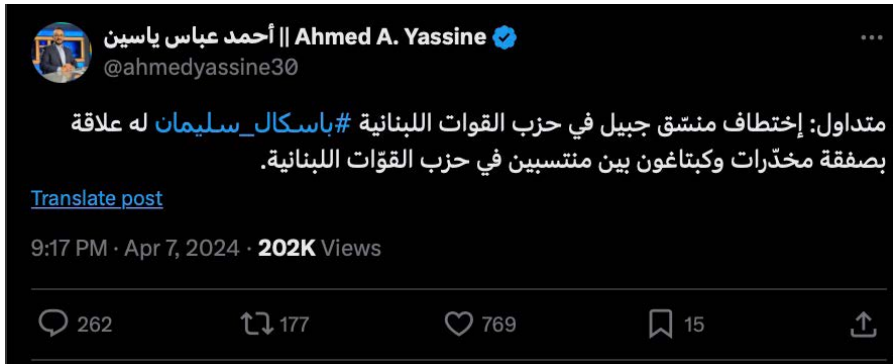 أحمد عباس ياسين || Ahmed A. Yassine
@ahmedyassine30
متداول: إختطاف منسّق جبيل في حزب القوات اللبنانية #باسكال_سليمان له علاقة
بصفقة مخدّرات وكبتاغون بين منتسبين في حزب القوّات اللبنانية.
Translate post
9:17 PM · Apr 7, 2024 · 202K Views
262 177 769 15